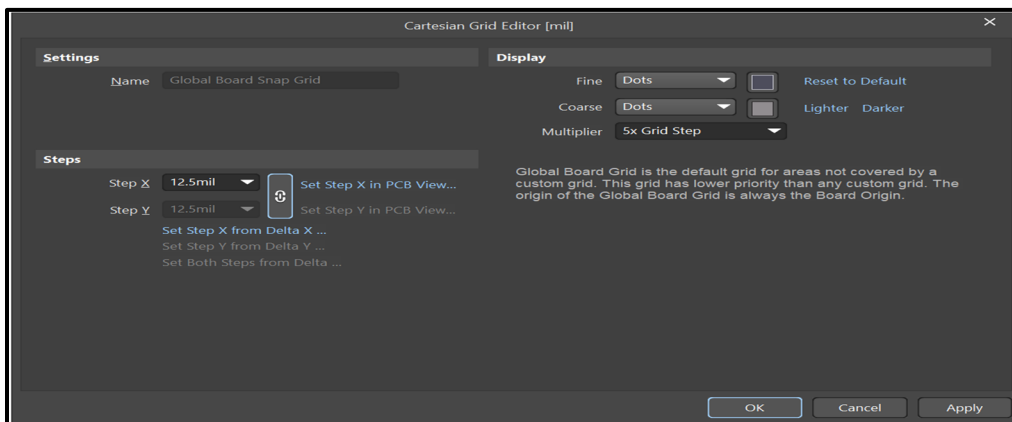 Cartesian Grid Editor [mil]
Settings
Name Global Board Snap Grid
Steps
Step X 12.5mil Set Step X in PCB View...
Step Y 12.5mil Set Step Y in PCB View...
Set Step X from Delta X ...
Set Step Y from Delta Y ...
Set Both Steps from Delta ...
Display
Fine Dots Reset to Default
Coarse Dots Lighter Darker
Multiplier 5x Grid Step
Global Board Grid is the default grid for areas not covered by a
custom grid. This grid has lower priority than any custom grid. The
origin of the Global Board Grid is always the Board Origin.
OK Cancel Apply